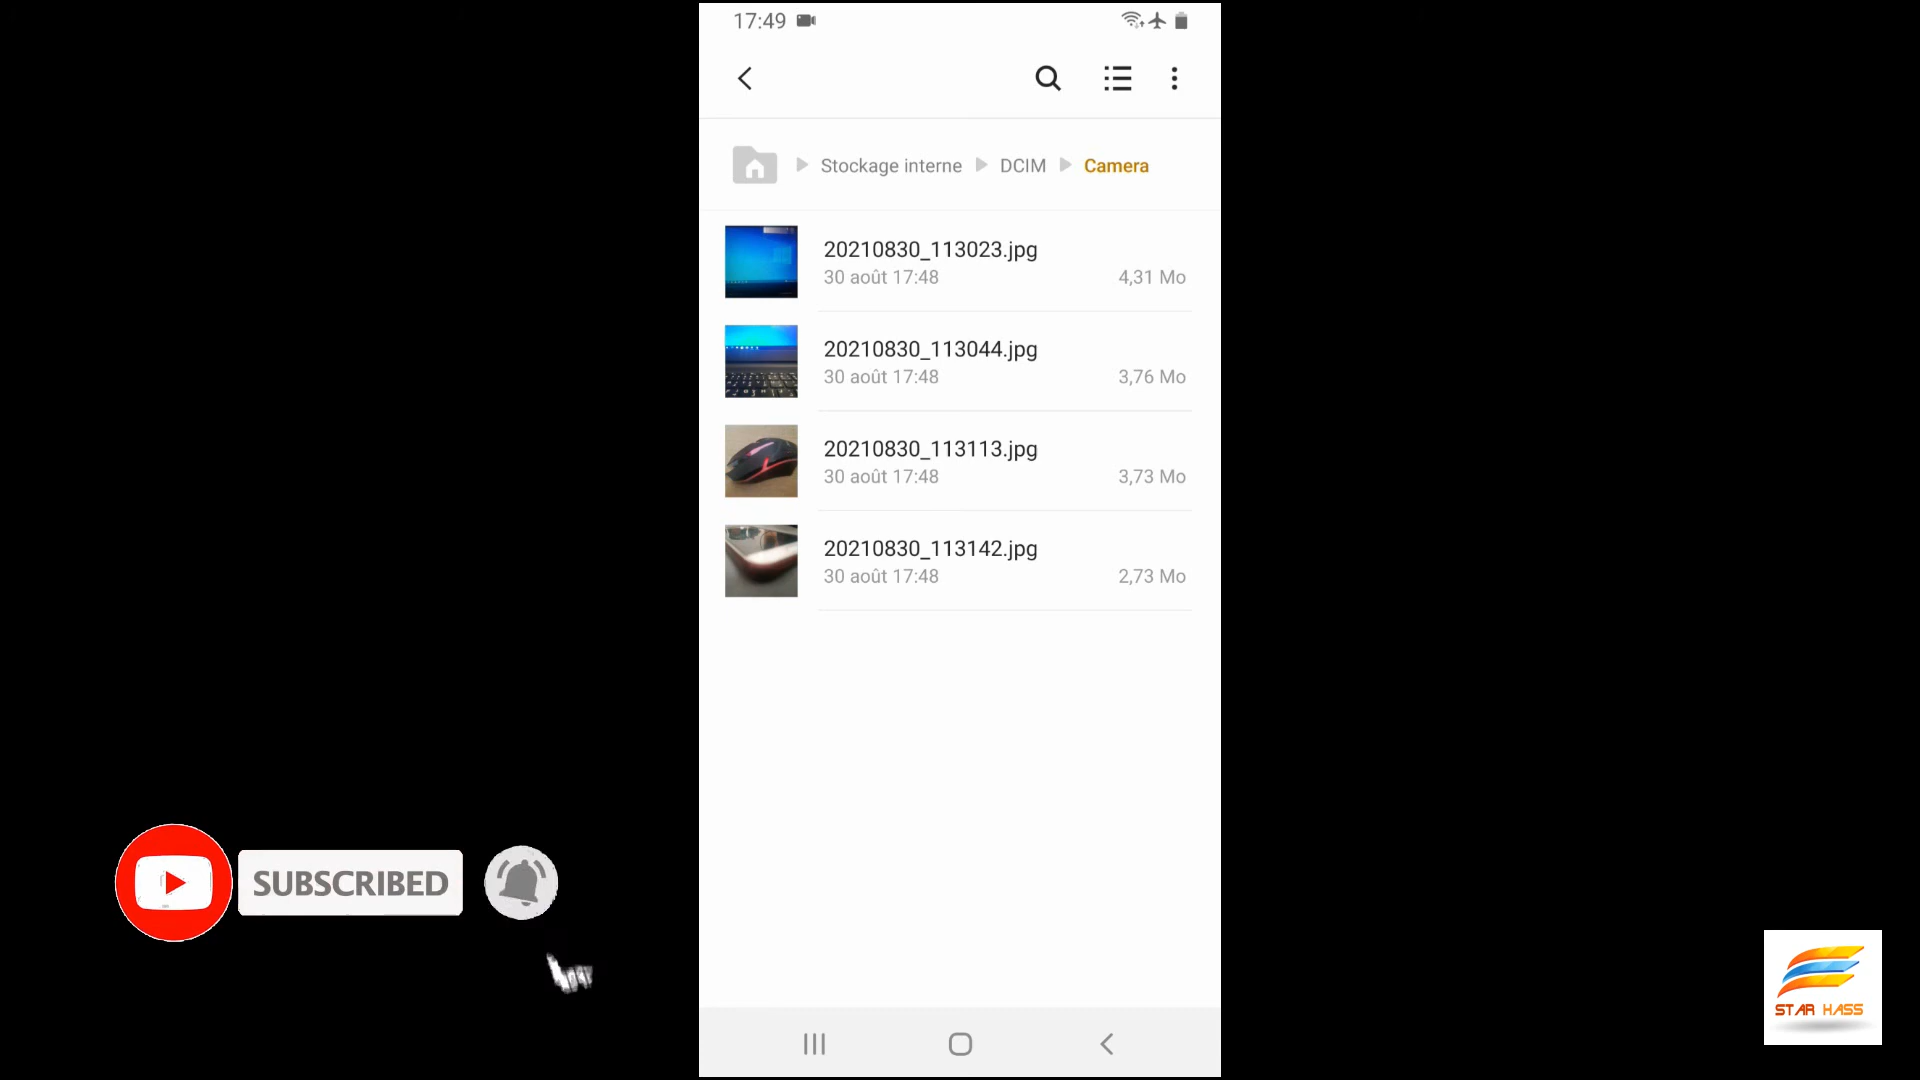 17:49
Stockage interne DCIM Camera
20210830_113023.jpg
30 août 17:48 4,31 Mo
20210830_113044.jpg
30 août 17:48 3,76 Mo
20210830_113113.jpg
30 août 17:48 3,73 Mo
20210830_113142.jpg
30 août 17:48 2,73 Mo
SUBSCRIBED
STAR HASS